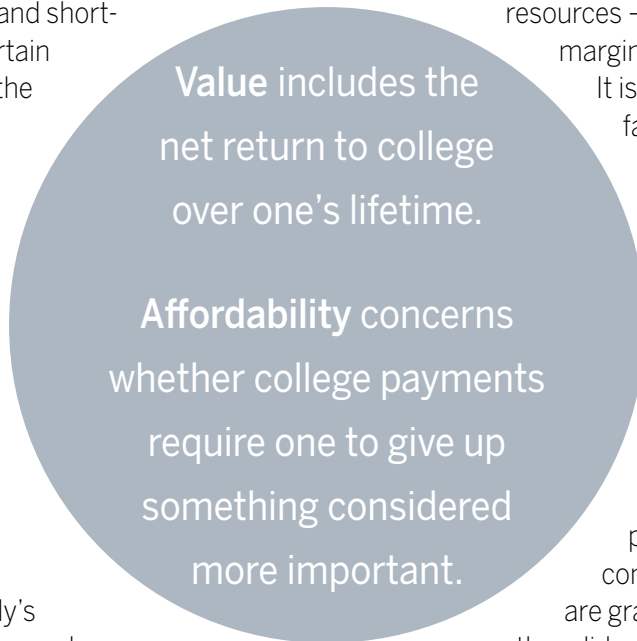 and short-
rtain
the
Value includes the
net return to college
over one's lifetime.
Affordability concerns
whether college payments
require one to give up
something considered
more important.
ly's
resources –
margin
It is
fa
p
con
are gra